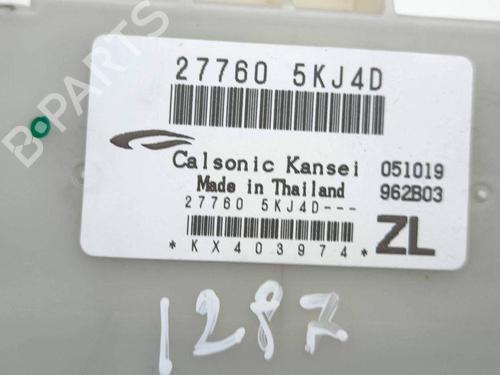 B-PARTS
27760 5KJ4D
Calsonic Kansei 051019
Made in Thailand 962B03
27760 5KJ4D---
*KX403974* ZL
1287